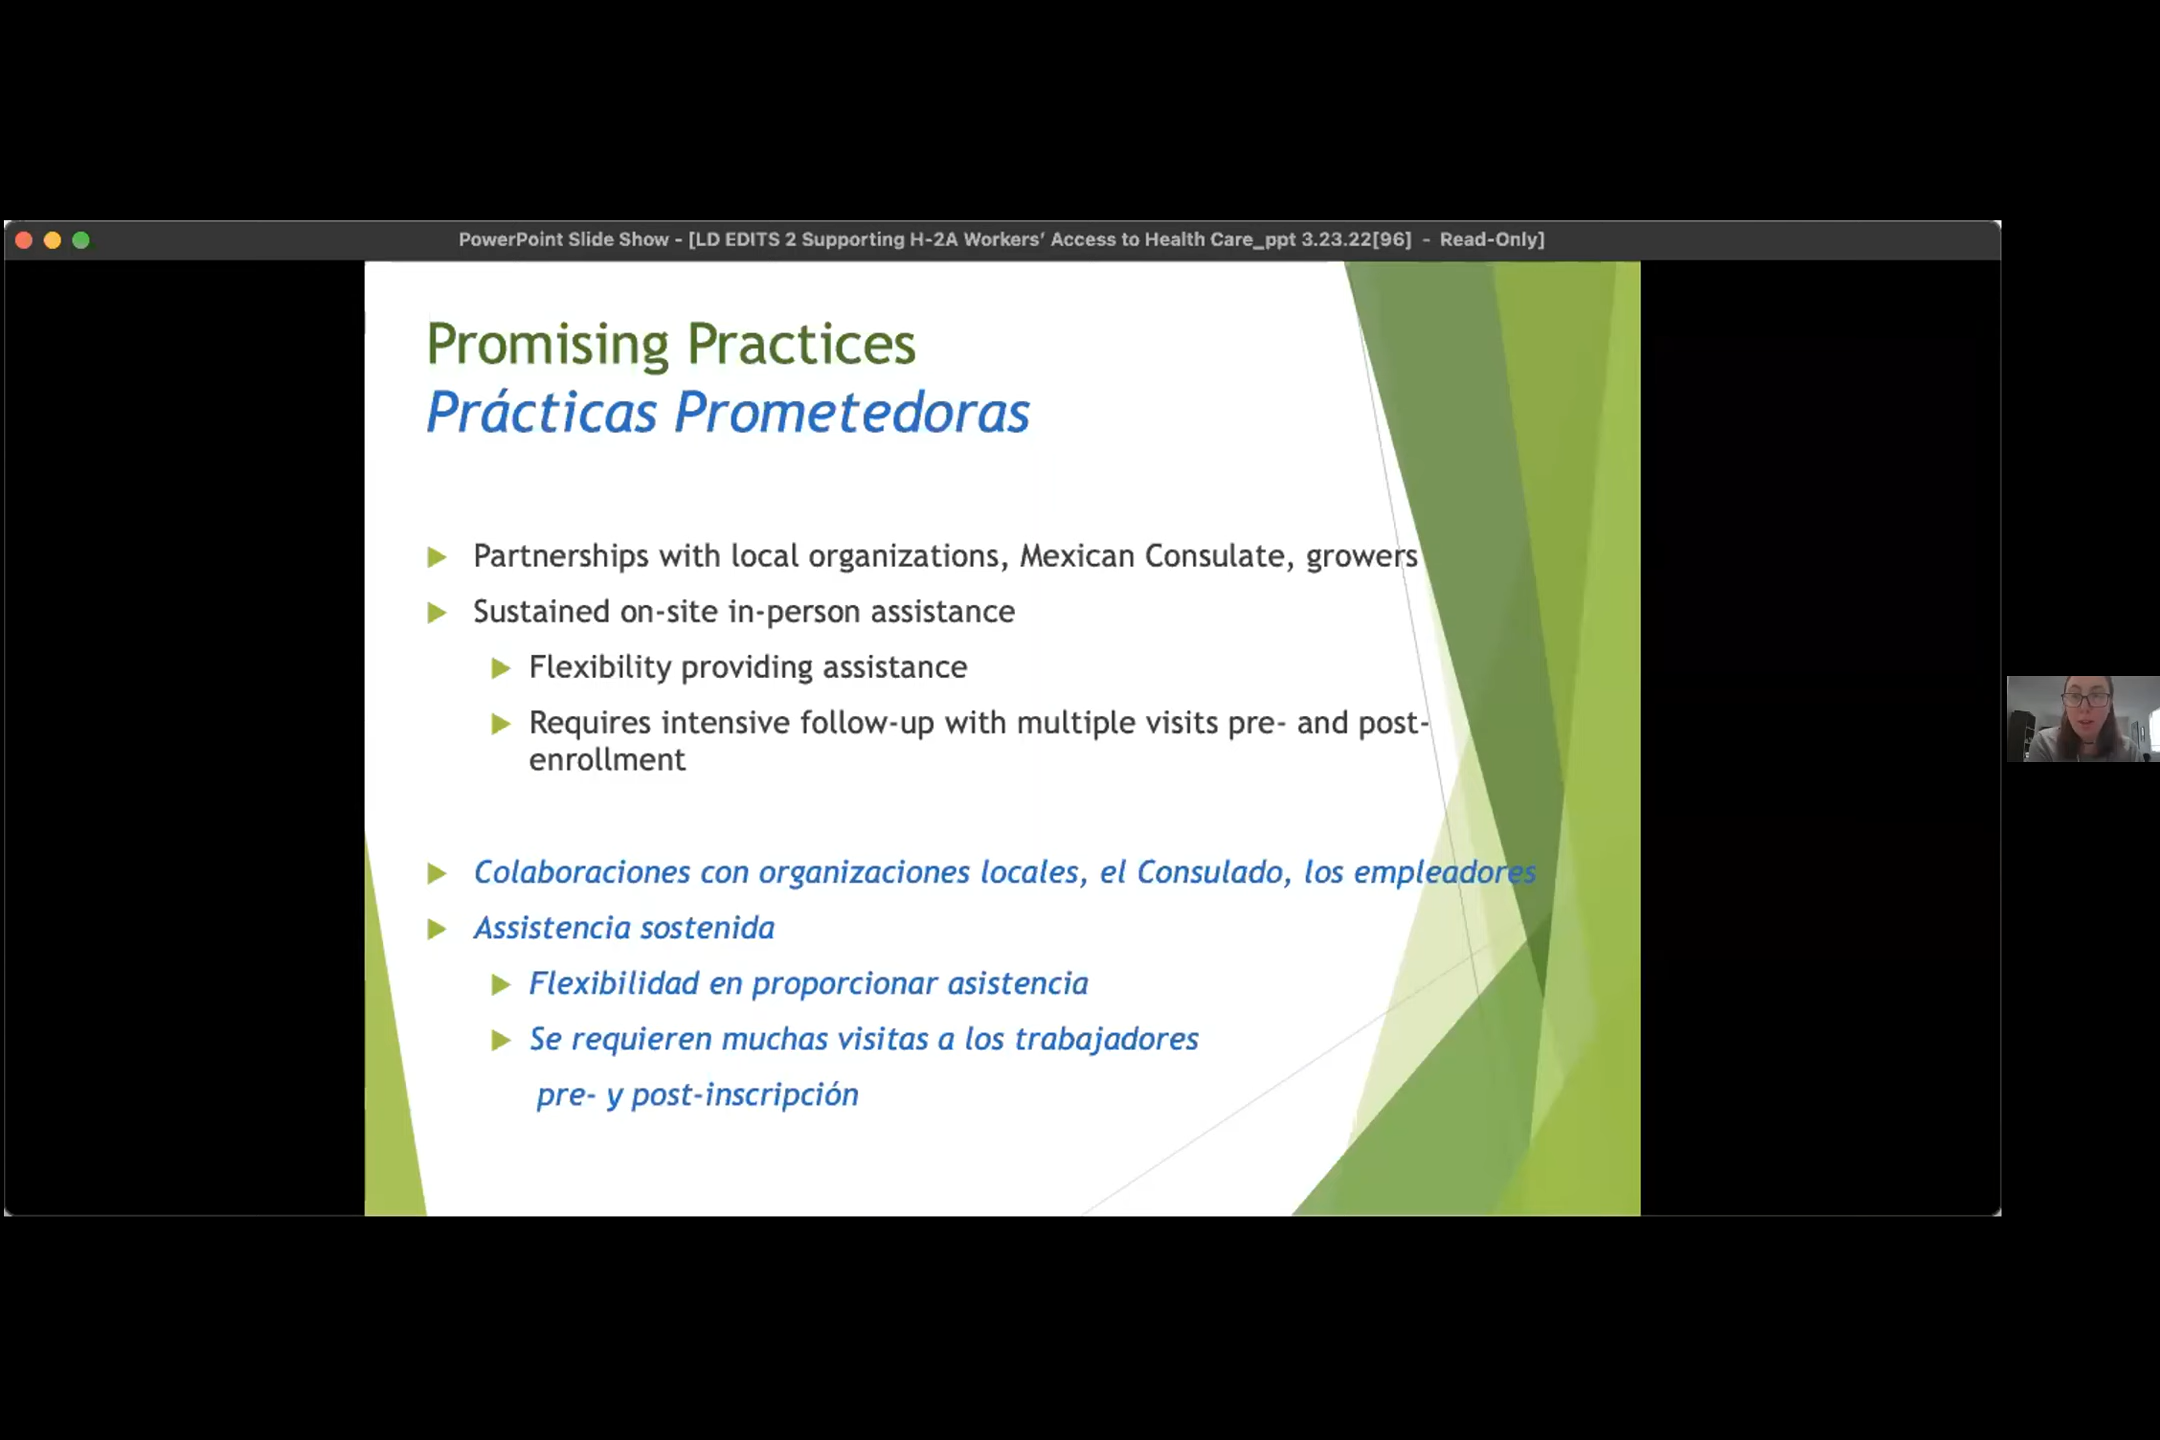 PowerPoint Slide Show - [LD EDITS 2 Supporting H-2A Workers’ Access to Health Care_ppt 3.23.22[96] - Read-Only]
Promising Practices
Prácticas Prometedoras
Partnerships with local organizations, Mexican Consulate, growers
Sustained on-site in-person assistance
Flexibility providing assistance
Requires intensive follow-up with multiple visits pre- and post-
enrollment
Colaboraciones con organizaciones locales, el Consulado, los empleadores
Assistencia sostenida
Flexibilidad en proporcionar asistencia
Se requieren muchas visitas a los trabajadores
pre- y post-inscripción